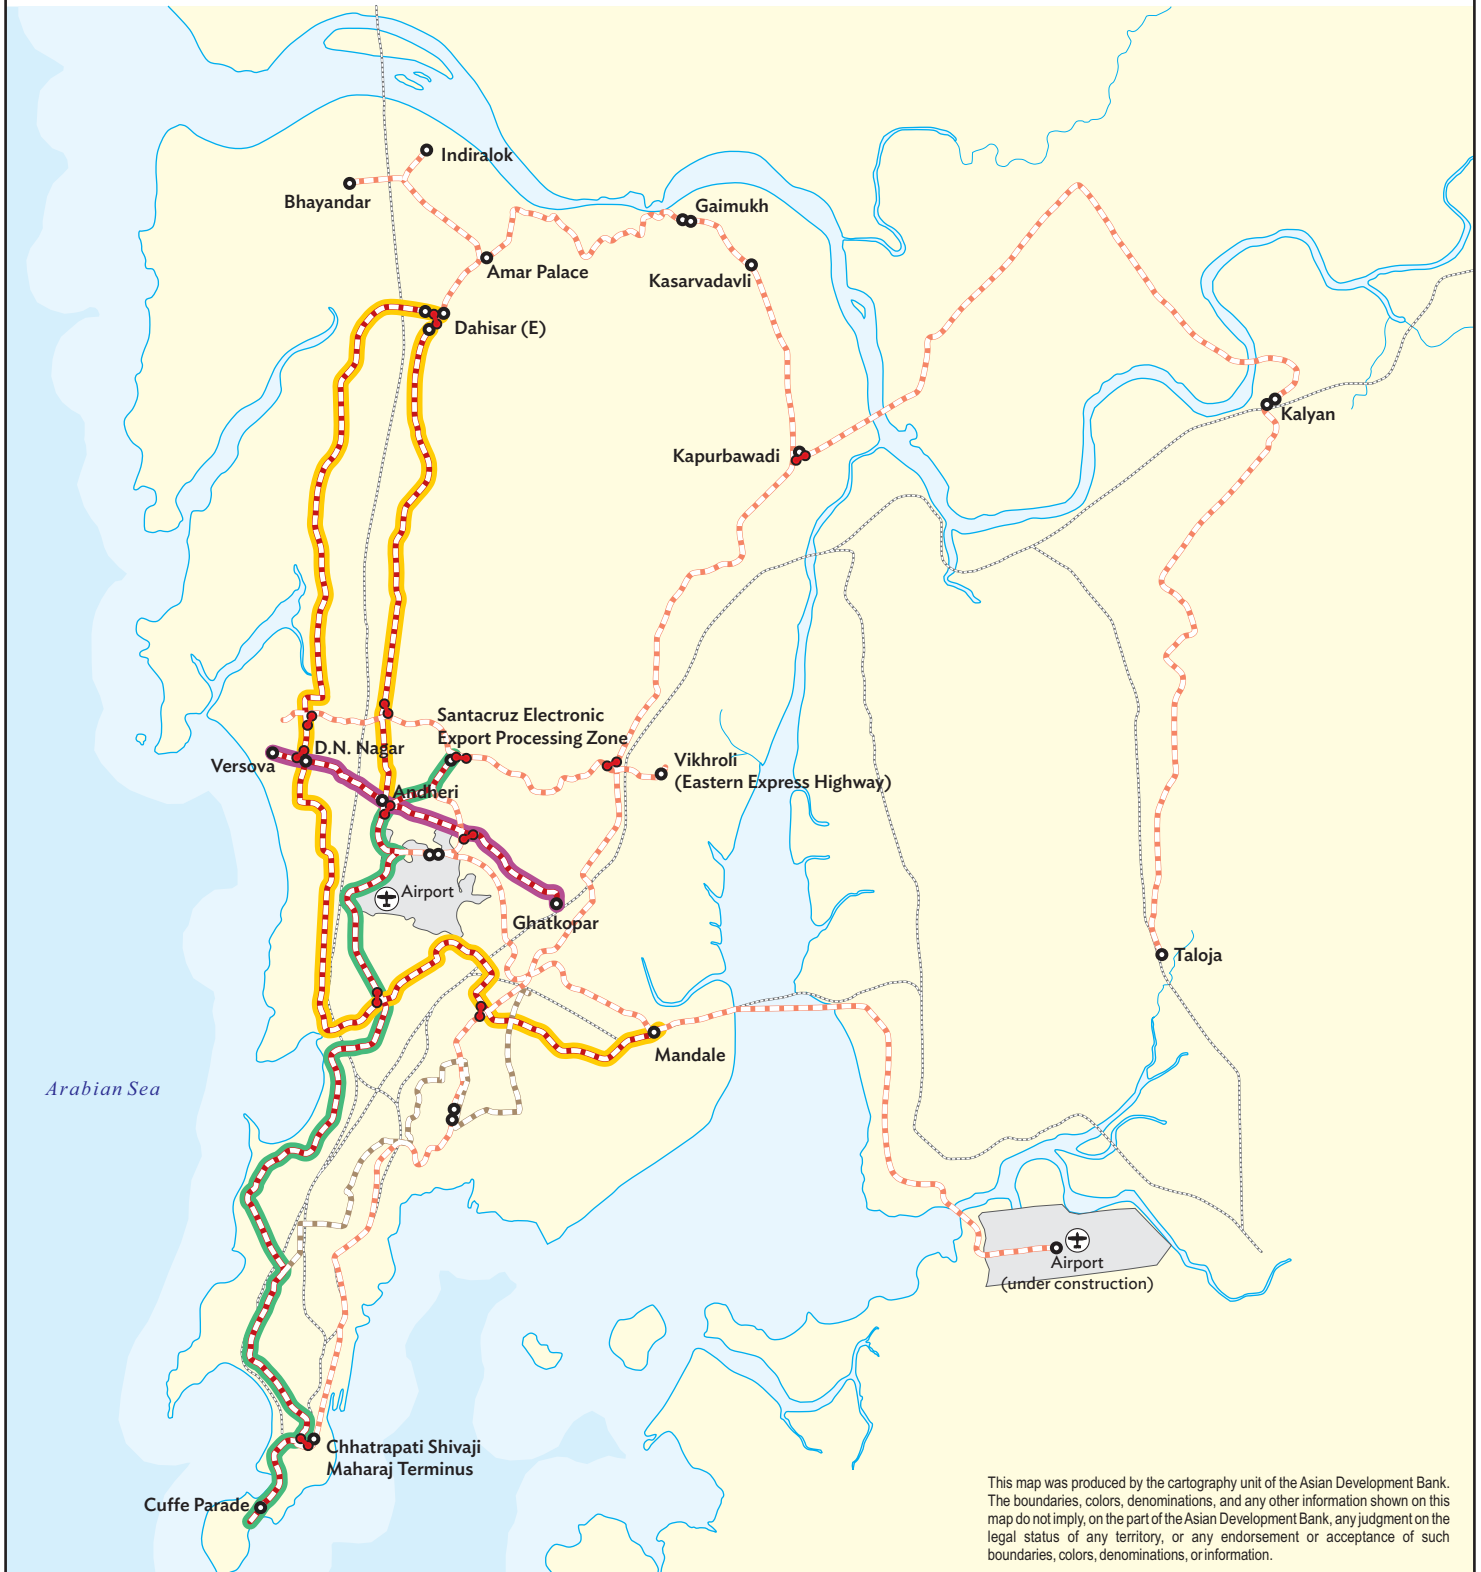 Indiralok
Bhayandar
Gaimukh
Amar Palace
Kasarvadavli
Dahisar (E)
Kalyan
Kapurbawadi
Santacruz Electronic
Export Processing Zone
D.N. Nagar
Versova
Vikhroli
(Eastern Express Highway)
Andheri
Airport
Ghatkopar
Taloja
Mandale
Arabian Sea
Airport
(under construction)
Chhatrapati Shivaji
Maharaj Terminus
Cuffe Parade
This map was produced by the cartography unit of the Asian Development Bank.
The boundaries, colors, denominations, and any other information shown on this
map do not imply, on the part of the Asian Development Bank, any judgment on the
legal status of any territory, or any endorsement or acceptance of such
boundaries, colors, denominations, or information.